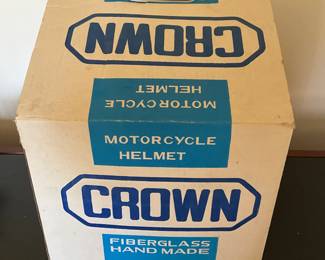 CROWN
MOTORCYCLE
HELMET
MOTORCYCLE
HELMET
CROWN
FIBERGLASS
HAND MADE